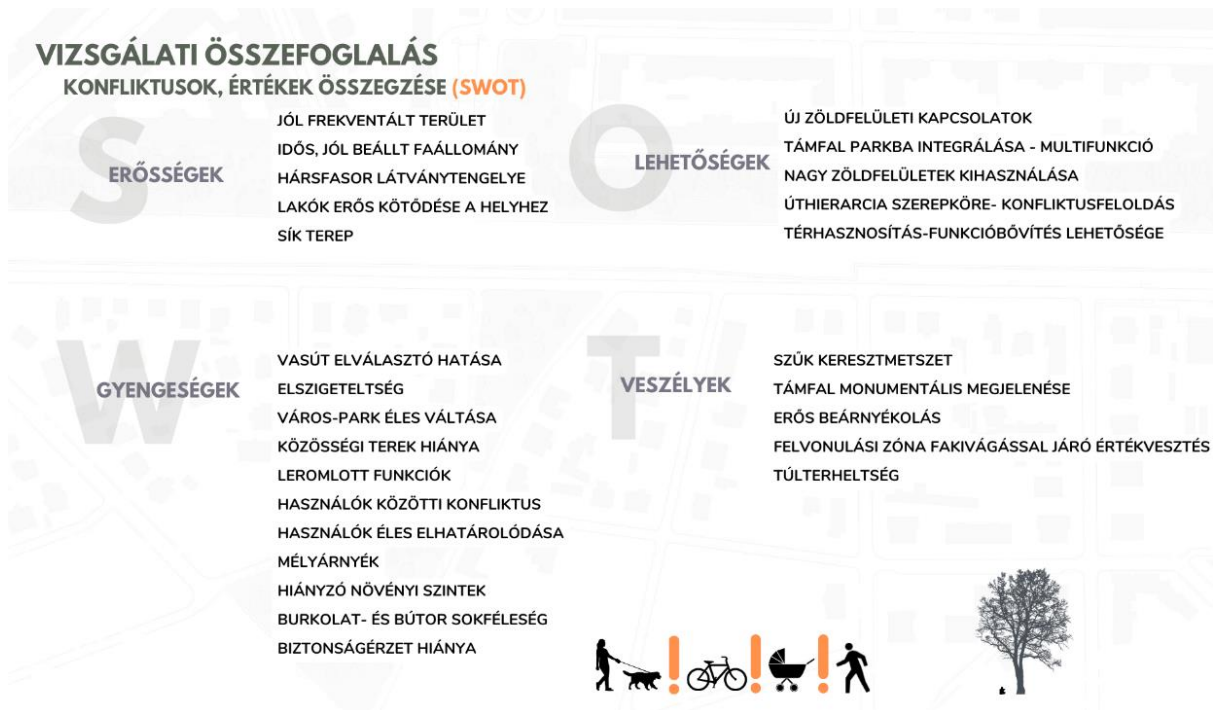 VIZSGÁLATI ÖSSZEFOGLALÁS
KONFLIKTUSOK, ÉRTÉKEK ÖSSZEGZÉSE (SWOT)
S
ERŐSSÉGEK
JÓL FREKVENTÁLT TERÜLET
IDŐS, JÓL BEÁLLT FAÁLLOMÁNY
HÁRSFASOR LÁTVÁNYTENGELYE
LAKÓK ERŐS KÖTŐDÉSE A HELYHEZ
SÍK TEREP
O
LEHETŐSÉGEK
ÚJ ZÖLDFELÜLETI KAPCSOLATOK
TÁMFAL PARKBA INTEGRÁLÁSA - MULTIFUNKCIÓ
NAGY ZÖLDFELÜLETEK KIHASZNÁLÁSA
ÚTHIERARCIA SZEREPKÖRE- KONFLIKTUSFELOLDÁS
TÉRHASZNOSÍTÁS-FUNKCIÓBŐVÍTÉS LEHETŐSÉGE
W
GYENGESÉGEK
VASÚT ELVÁLASZTÓ HATÁSA
ELSZIGETELTSÉG
VÁROS-PARK ÉLES VÁLTÁSA
KÖZÖSSÉGI TEREK HIÁNYA
LEROMLOTT FUNKCIÓK
HASZNÁLÓK KÖZÖTTI KONFLIKTUS
HASZNÁLÓK ÉLES ELHATÁROLÓDÁSA
MÉLYÁRNYÉK
HIÁNYZÓ NÖVÉNYI SZINTEK
BURKOLAT- ÉS BÚTOR SOKFÉLESÉG
BIZTONSÁGÉRZET HIÁNYA
T
VESZÉLYEK
SZŰK KERESZTMETSZET
TÁMFAL MONUMENTÁLIS MEGJELENÉSE
ERŐS BEÁRNYÉKOLÁS
FELVONULÁSI ZÓNA FAKIVÁGÁSSAL JÁRÓ ÉRTÉKVESZTÉS
TÚLTERHELTSÉG
! ! !